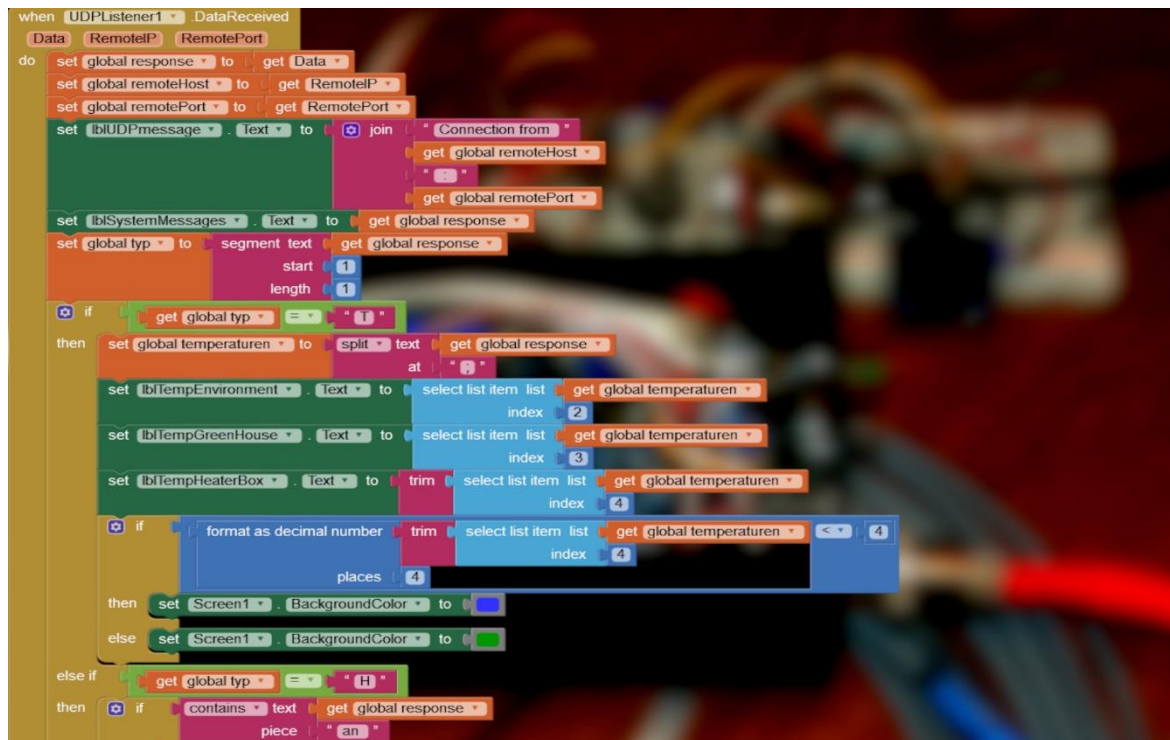 when UDPListener1 .DataReceived
Data RemoteIP RemotePort
do set global response to get Data
set global remoteHost to get RemoteIP
set global remotePort to get RemotePort
set lblUDPmessage . Text to join " Connection from "
get global remoteHost
" : "
get global remotePort
set lblSystemMessages . Text to get global response
set global typ to segment text get global response
start 1
length 1
if get global typ = " T "
then set global temperaturen to split text get global response
at " ; "
set lblTempEnvironment . Text to select list item list get global temperaturen
index 2
set lblTempGreenHouse . Text to select list item list get global temperaturen
index 3
set lblTempHeaterBox . Text to trim select list item list get global temperaturen
index 4
if format as decimal number trim select list item list get global temperaturen < 4
index 4
places 4
then set Screen1 . BackgroundColor to
else set Screen1 . BackgroundColor to
else if get global typ = " H "
then if contains text get global response
piece " an "